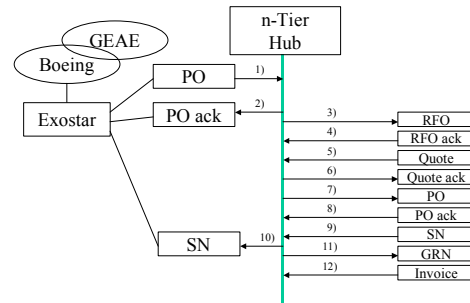 n-Tier
Hub
GEAE
Boeing
Exostar
PO
1)
PO ack
2)
3)
RFO
4)
RFO ack
5)
Quote
6)
Quote ack
7)
PO
8)
PO ack
9)
SN
SN
10)
11)
GRN
12)
Invoice